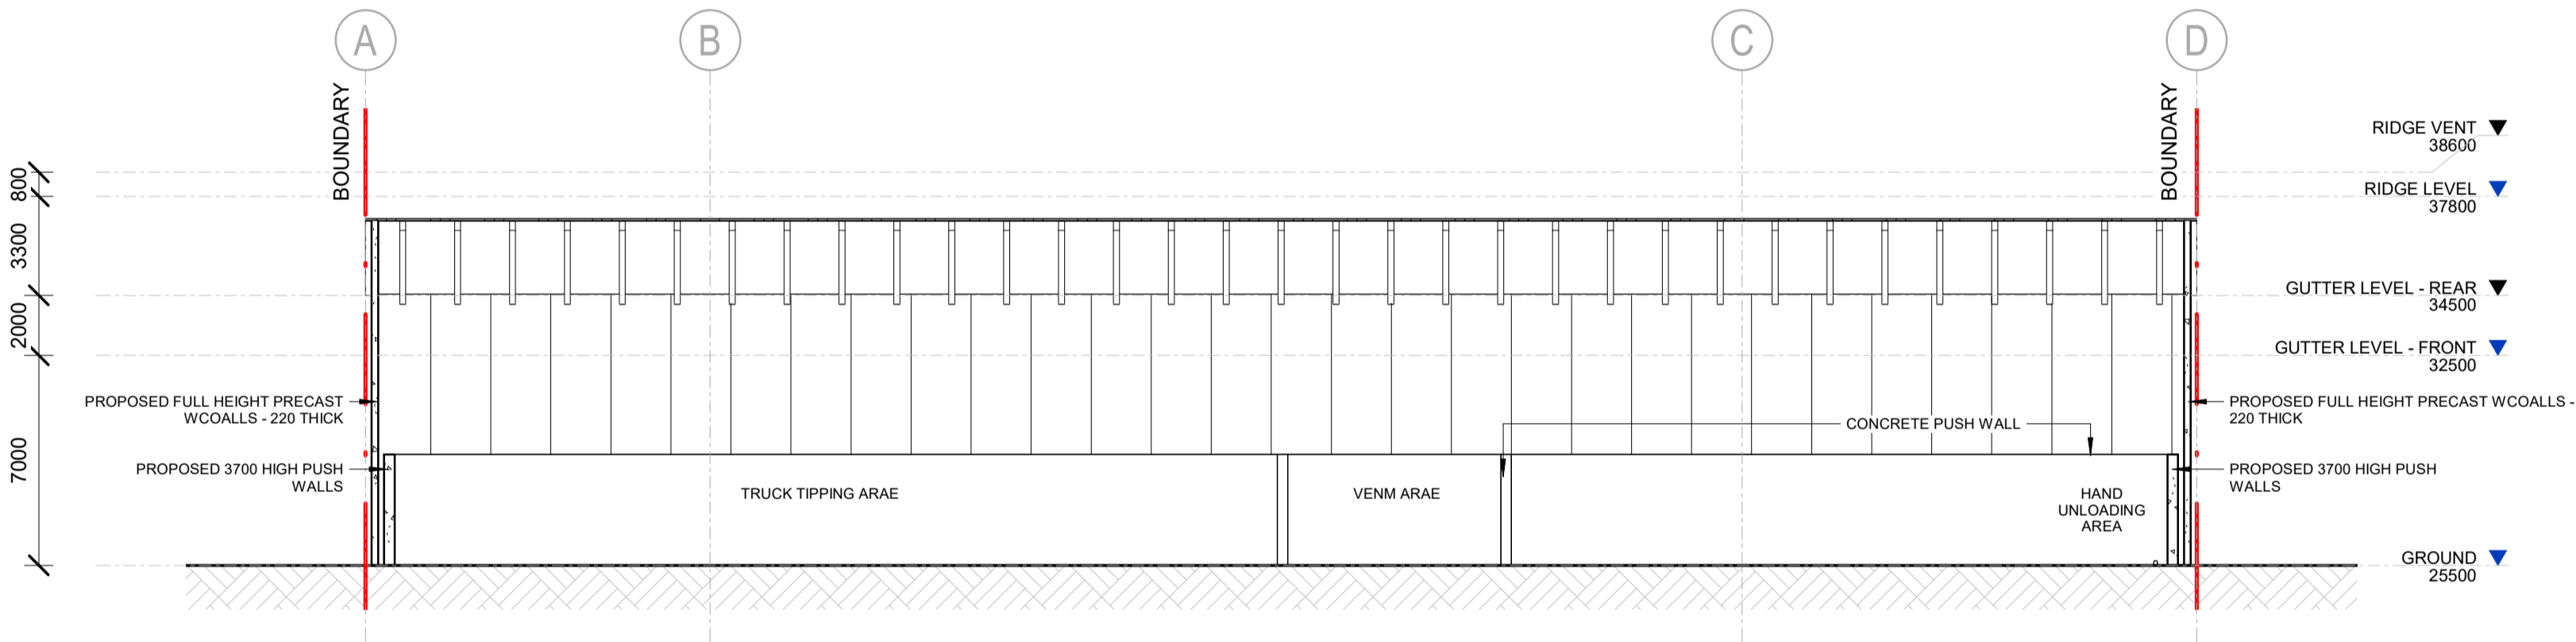 A
B
C
D
BOUNDARY
BOUNDARY
RIDGE VENT
38600
RIDGE LEVEL
37800
GUTTER LEVEL - REAR
34500
GUTTER LEVEL - FRONT
32500
GROUND
25500
800
3300
2000
7000
PROPOSED FULL HEIGHT PRECAST
WCOALLS - 220 THICK
PROPOSED 3700 HIGH PUSH
WALLS
TRUCK TIPPING ARAE
VENM ARAE
CONCRETE PUSH WALL
HAND
UNLOADING
AREA
PROPOSED FULL HEIGHT PRECAST WCOALLS -
220 THICK
PROPOSED 3700 HIGH PUSH
WALLS